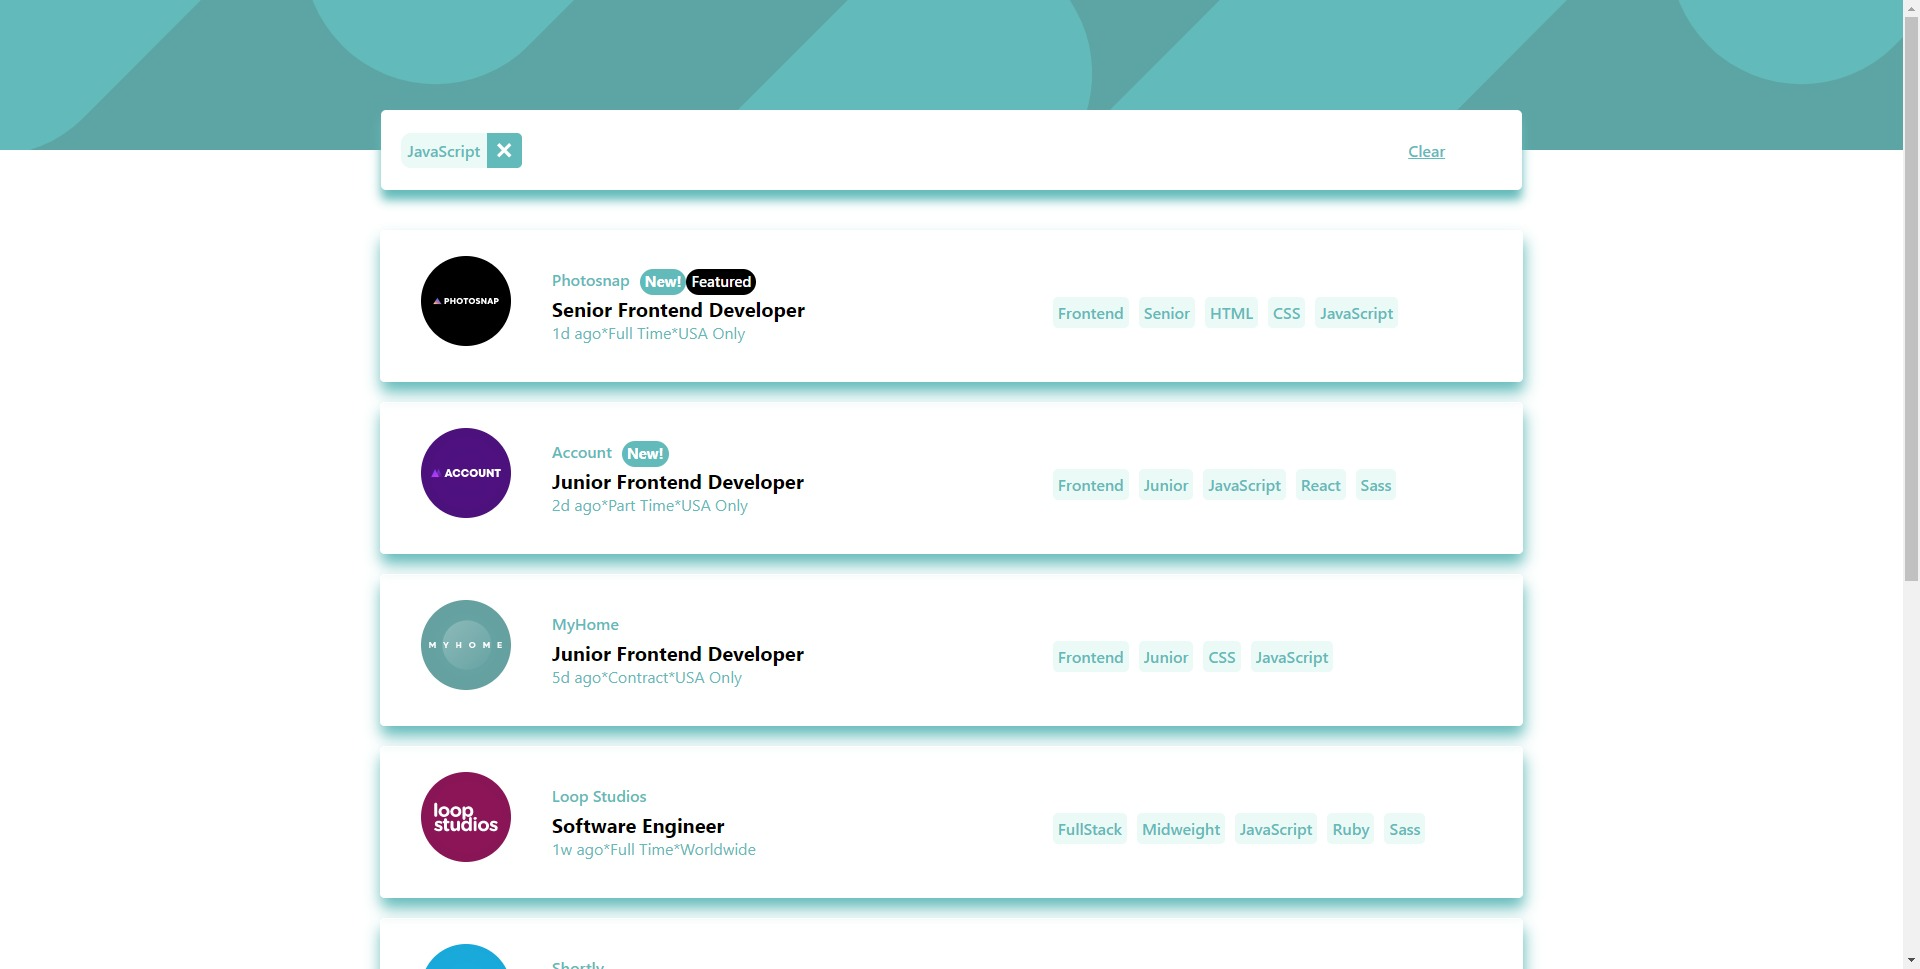 JavaScript
Clear
PHOTOSNAP
Photosnap New! Featured
Senior Frontend Developer
1d ago*Full Time*USA Only
Frontend Senior HTML CSS JavaScript
ACCOUNT
Account New!
Junior Frontend Developer
2d ago*Part Time*USA Only
Frontend Junior JavaScript React Sass
MYHOME
MyHome
Junior Frontend Developer
5d ago*Contract*USA Only
Frontend Junior CSS JavaScript
loop
studios
Loop Studios
Software Engineer
1w ago*Full Time*Worldwide
FullStack Midweight JavaScript Ruby Sass
Shortly